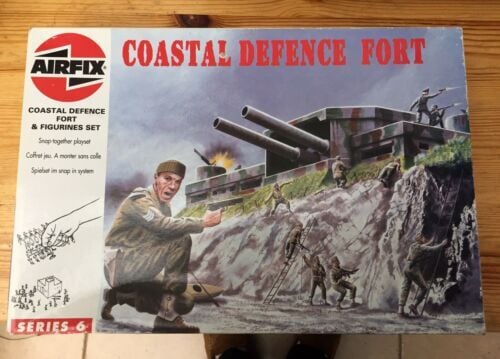 AIRFIX
COASTAL DEFENCE FORT
COASTAL DEFENCE
FORT
& FIGURINES SET
Snap-together playset
Coffret jeu. A monter sans colle
Spielset im snap in system
SERIES 6